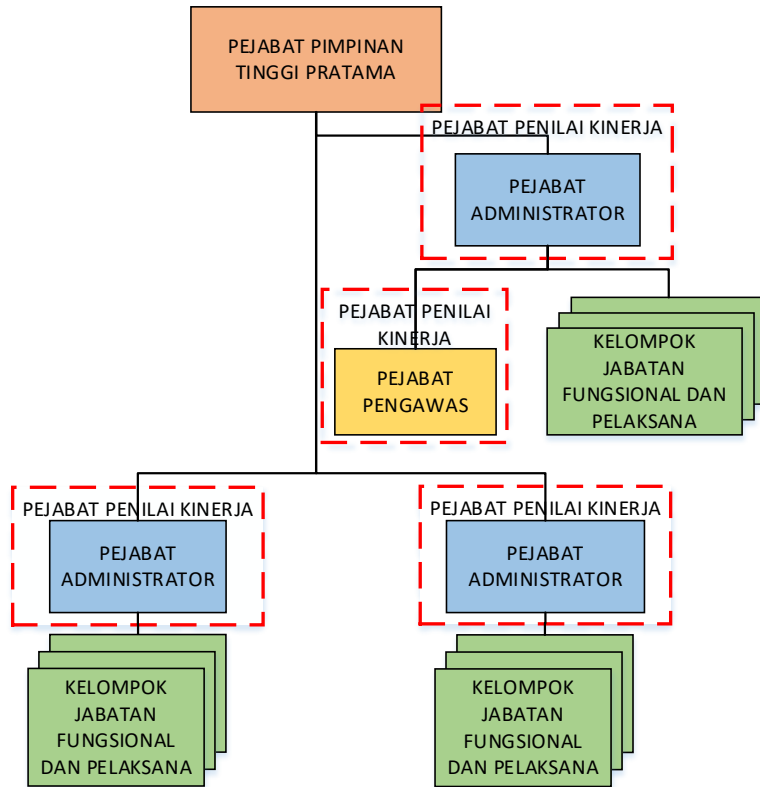 PEJABAT PIMPINAN
TINGGI PRATAMA
PEJABAT PENILAI KINERJA
PEJABAT
ADMINISTRATOR
PEJABAT PENILAI
KINERJA
PEJABAT
PENGAWAS
KELOMPOK
JABATAN
FUNGSIONAL DAN
PELAKSANA
PEJABAT PENILAI KINERJA
PEJABAT
ADMINISTRATOR
KELOMPOK
JABATAN
FUNGSIONAL
DAN PELAKSANA
PEJABAT PENILAI KINERJA
PEJABAT
ADMINISTRATOR
KELOMPOK
JABATAN
FUNGSIONAL
DAN PELAKSANA